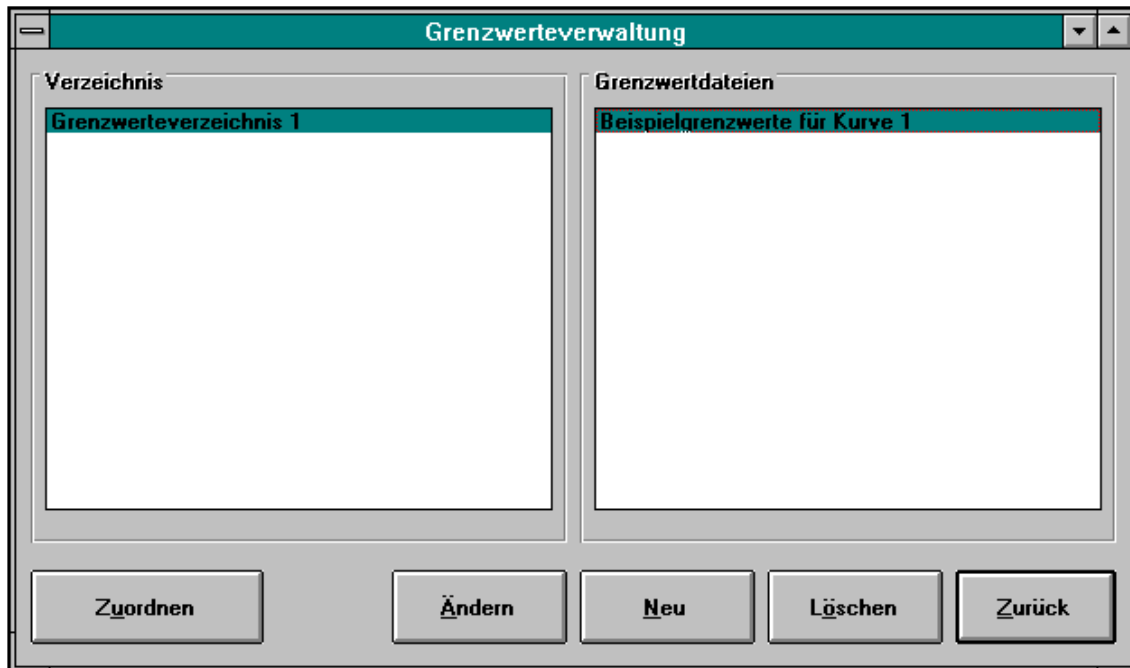 Grenzwerteverwaltung
Verzeichnis
Grenzwerteverzeichnis 1
Grenzwertdateien
Beispielgrenzwerte für Kurve 1
Zuordnen
Ändern
Neu
Löschen
Zurück